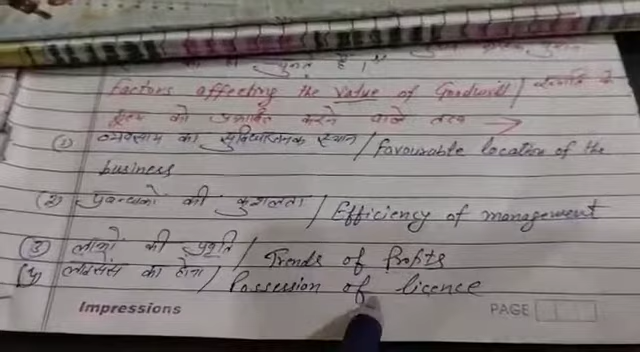 युक्त है।"
Factors affecting the value of Goodwill / ख्याति के
मूल्य को प्रभावित करने वाले तत्व →
(1) व्यवसाय का सुविधाजनक स्थान / Favourable location of the
business
(2) प्रबन्धको की कुशलता / Efficiency of management
(3) लाभो की प्रवृति / Trends of Profits
(4) लाइसेंस का होना / Possession of licence
Impressions PAGE